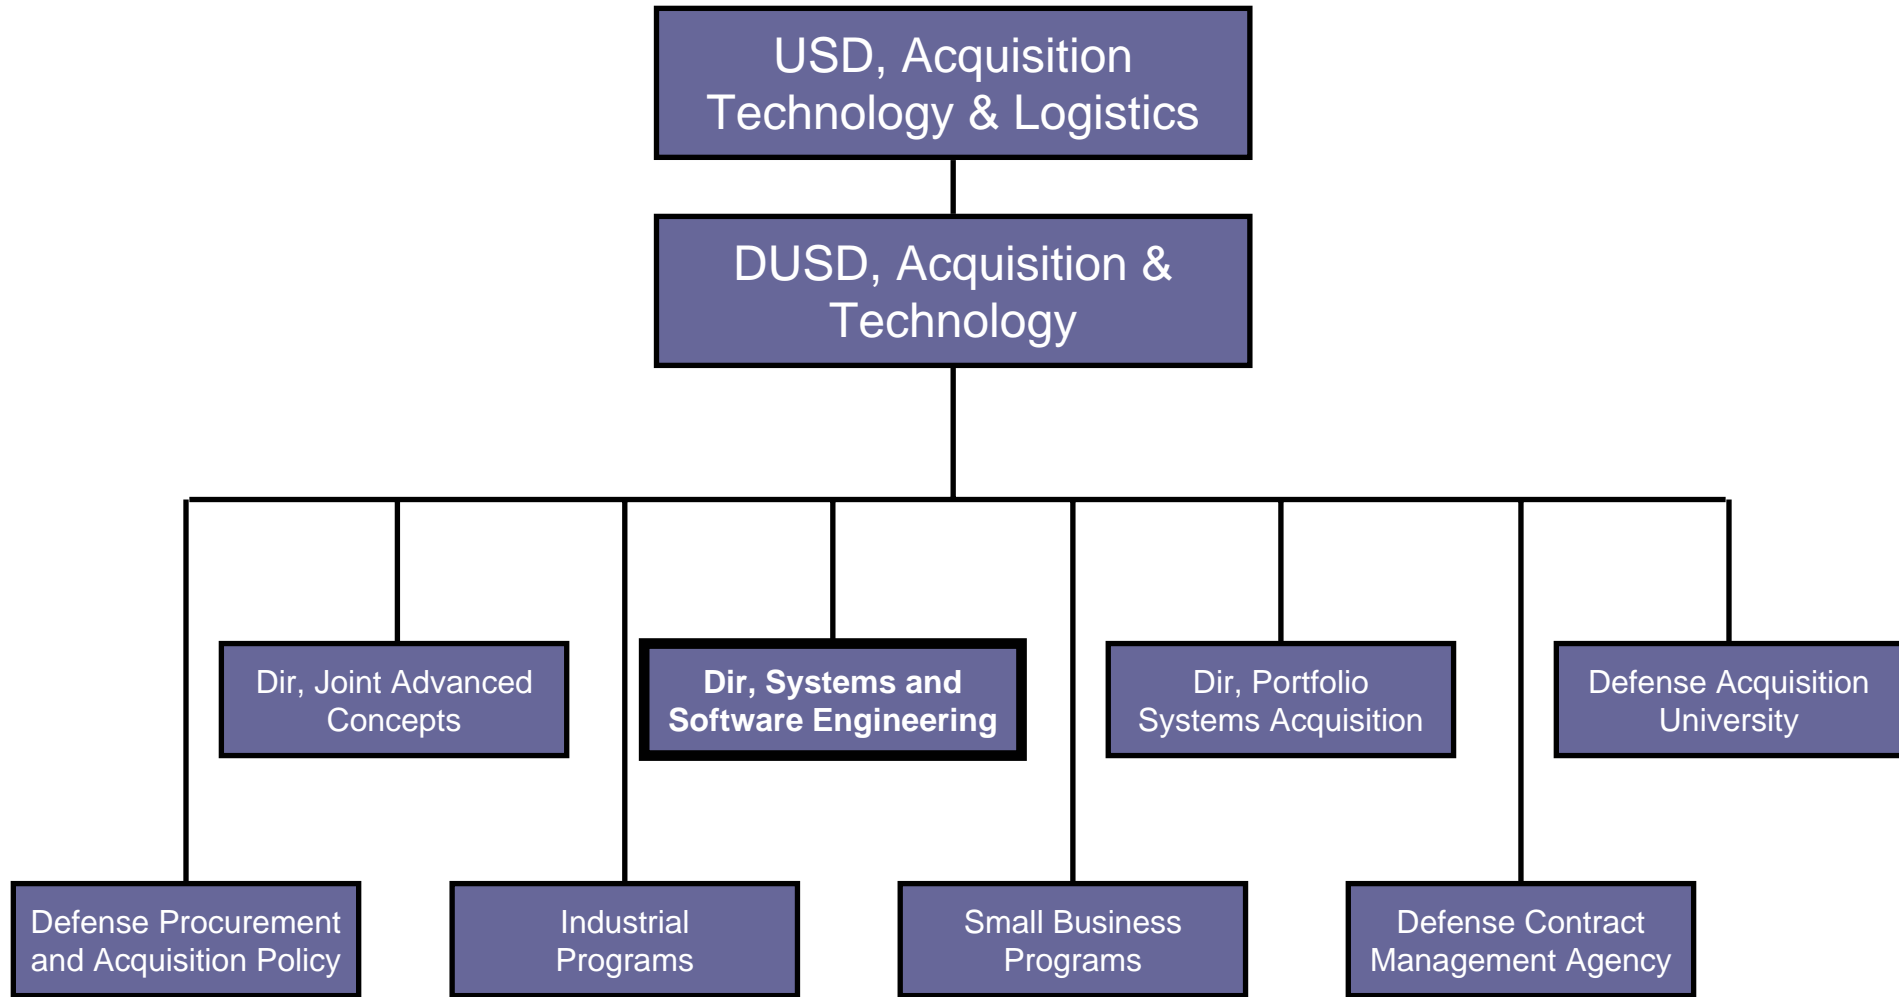 USD, Acquisition
Technology & Logistics
DUSD, Acquisition &
Technology
Dir, Joint Advanced
Concepts
Dir, Systems and
Software Engineering
Dir, Portfolio
Systems Acquisition
Defense Acquisition
University
Defense Procurement
and Acquisition Policy
Industrial
Programs
Small Business
Programs
Defense Contract
Management Agency